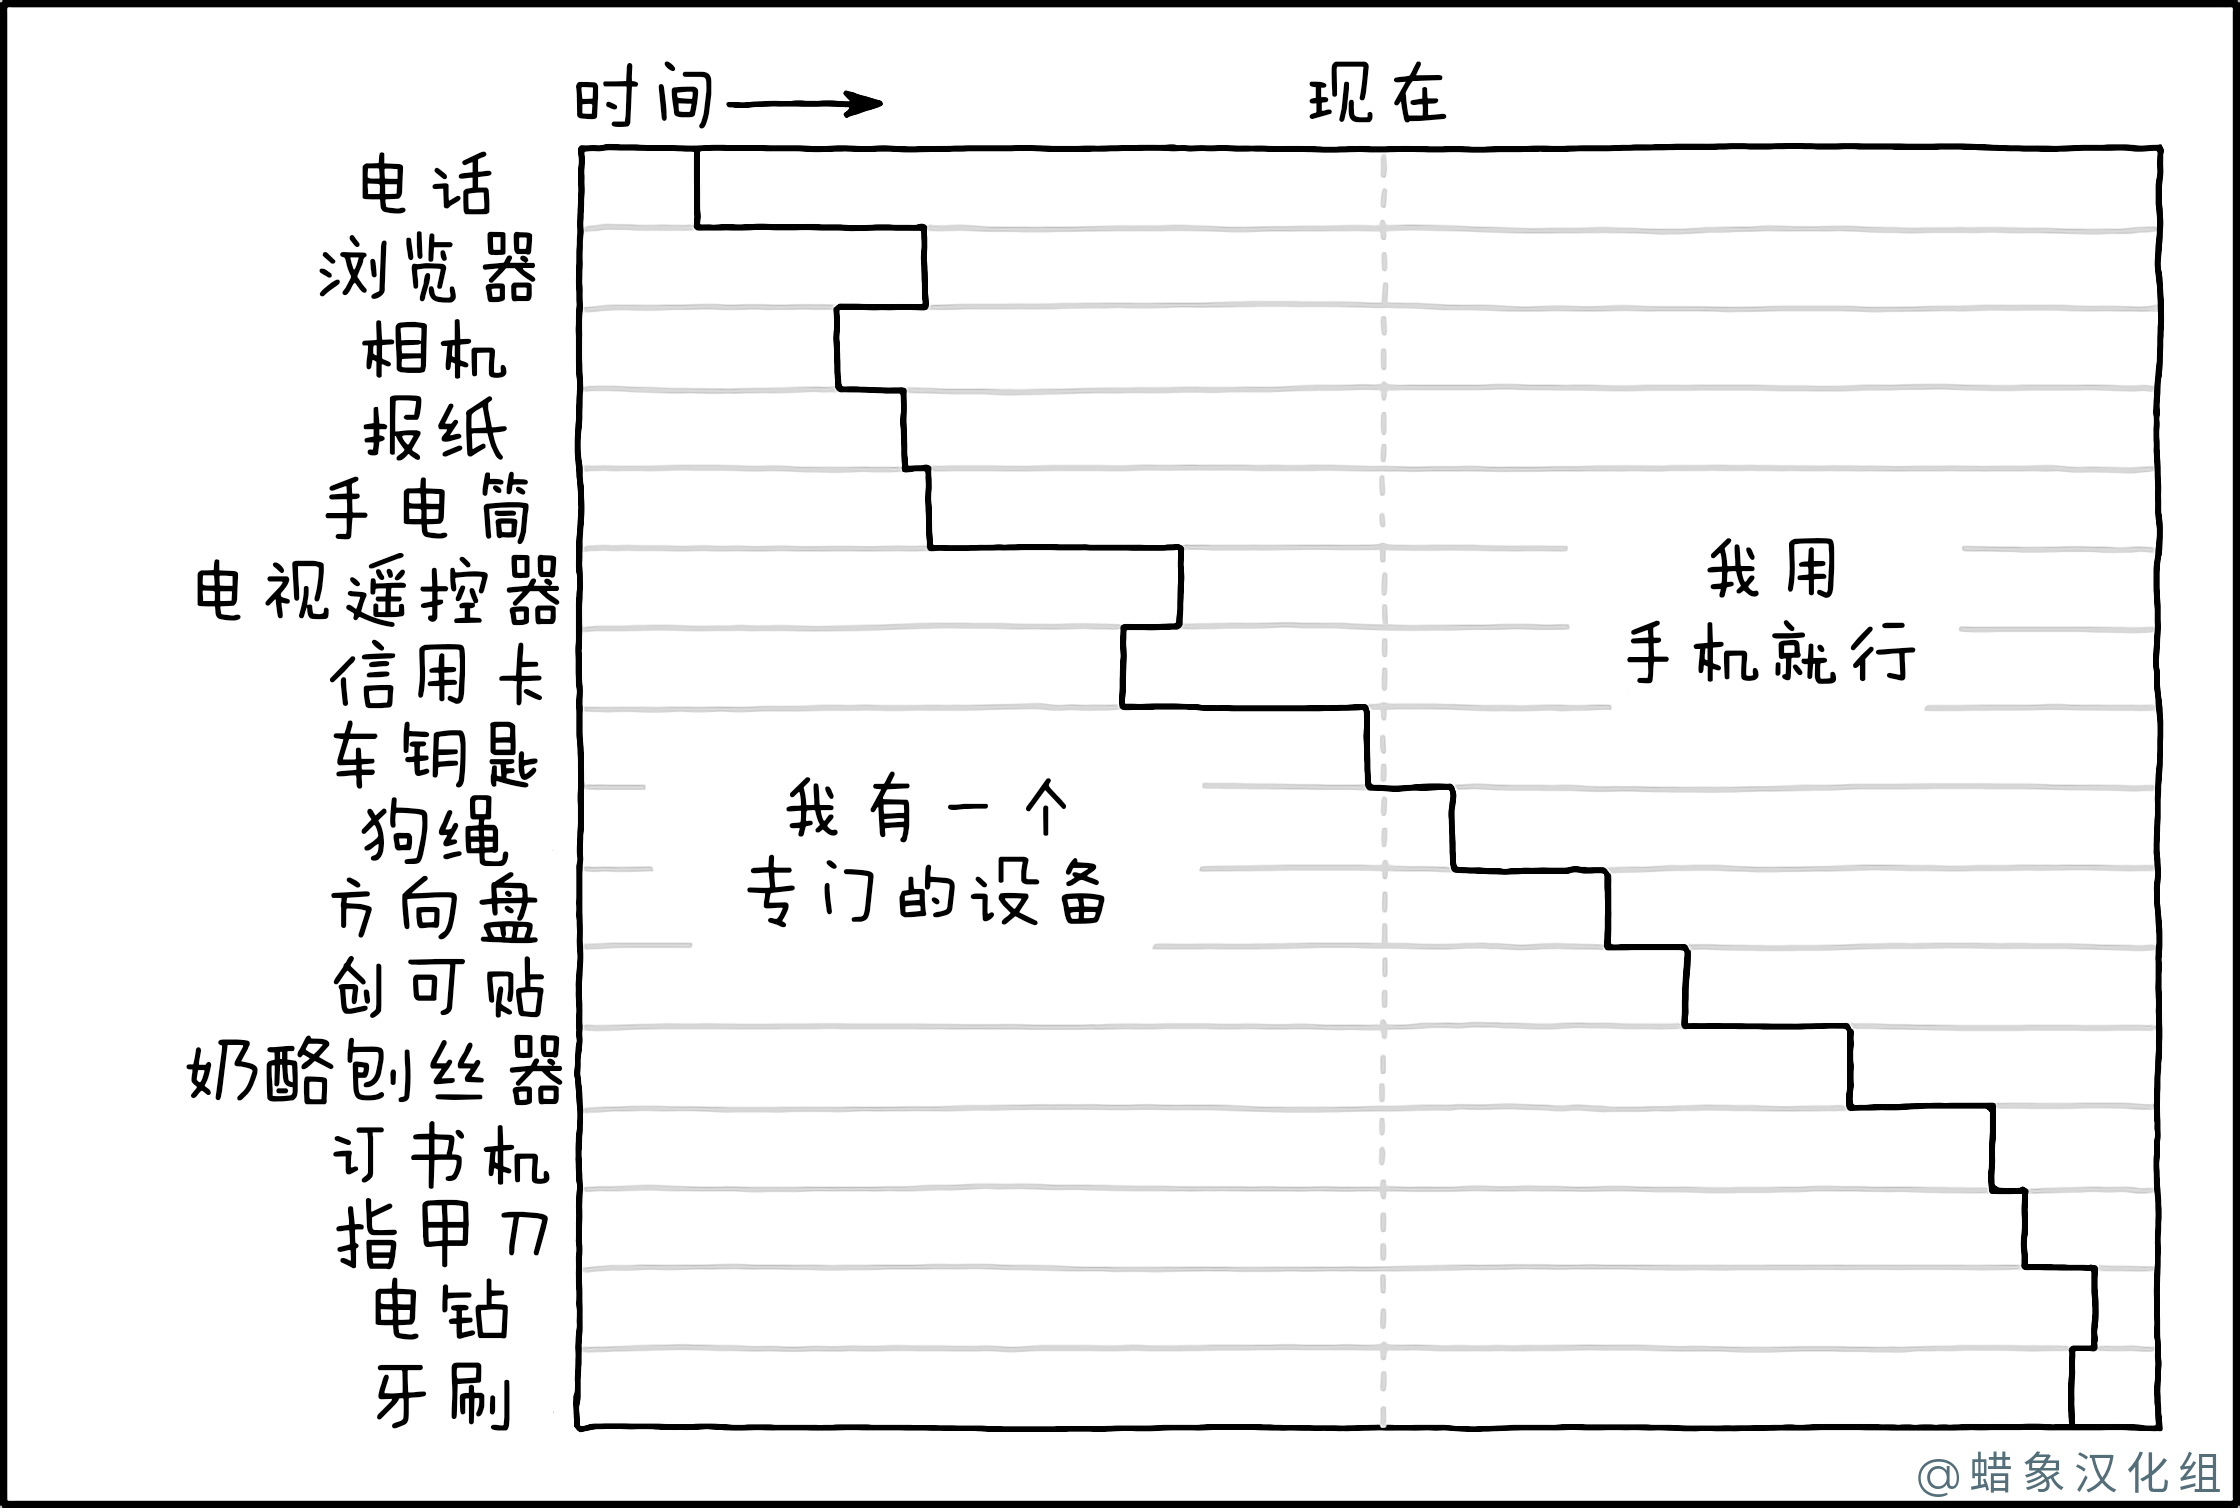 时间
现在
电话
浏览器
相机
报纸
手电筒
电视遥控器
信用卡
车钥匙
狗绳
方向盘
创可贴
奶酪刨丝器
订书机
指甲刀
电钻
牙刷
我用
手机就行
我有一个
专门的设备
@蜡象汉化组